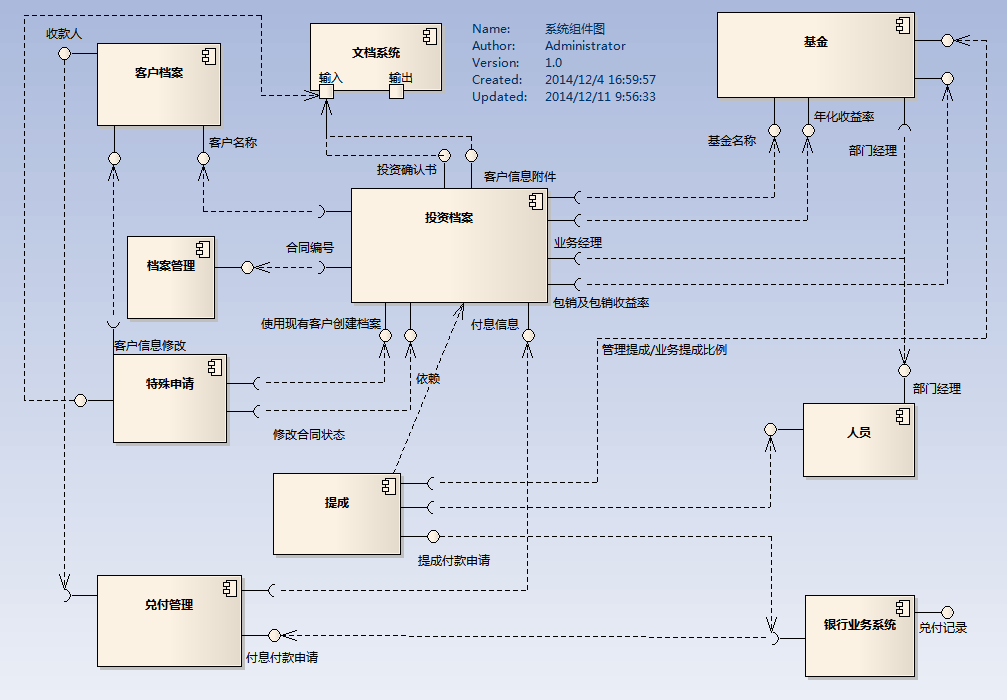 收款人
客户档案
文档系统
输入
输出
Name: 系统组件图
Author: Administrator
Version: 1.0
Created: 2014/12/4 16:59:57
Updated: 2014/12/11 9:56:33
基金
客户名称
基金名称
年化收益率
部门经理
投资确认书
客户信息附件
投资档案
档案管理
合同编号
业务经理
包销及包销收益率
使用现有客户创建档案
付息信息
客户信息修改
管理提成/业务提成比例
特殊申请
依赖
部门经理
修改合同状态
人员
提成
提成付款申请
兑付管理
付息付款申请
银行业务系统
兑付记录